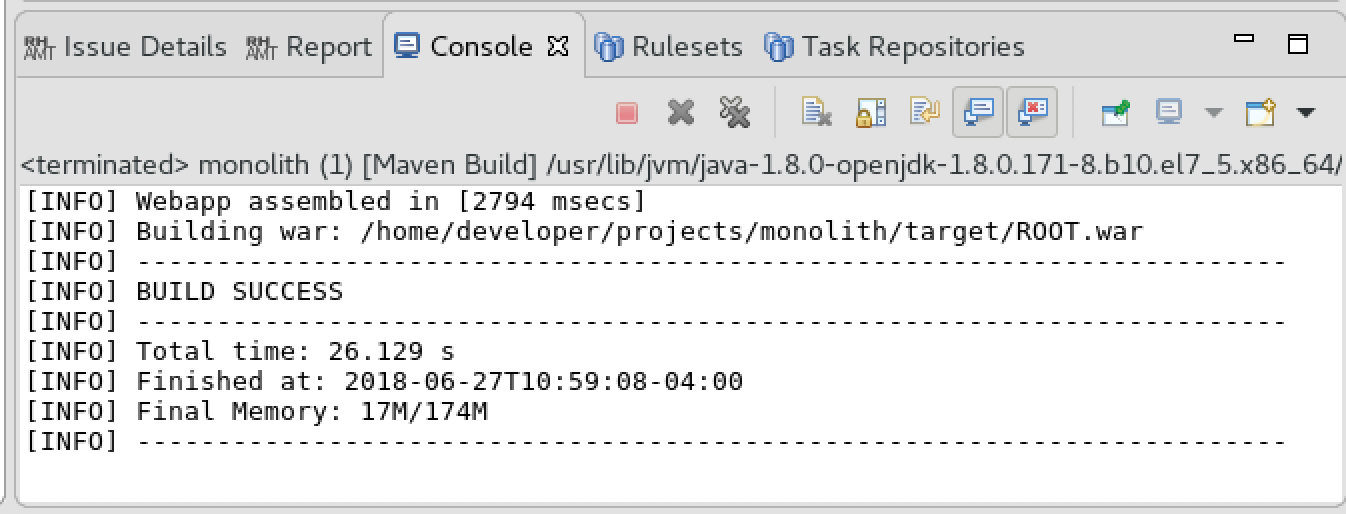 RHAMT Issue Details RHAMT Report Console Rulesets Task Repositories
<terminated> monolith (1) [Maven Build] /usr/lib/jvm/java-1.8.0-openjdk-1.8.0.171-8.b10.el7_5.x86_64/
[INFO] Webapp assembled in [2794 msecs]
[INFO] Building war: /home/developer/projects/monolith/target/ROOT.war
[INFO] ------------------------------------------------------------------------
[INFO] BUILD SUCCESS
[INFO] ------------------------------------------------------------------------
[INFO] Total time: 26.129 s
[INFO] Finished at: 2018-06-27T10:59:08-04:00
[INFO] Final Memory: 17M/174M
[INFO] ------------------------------------------------------------------------